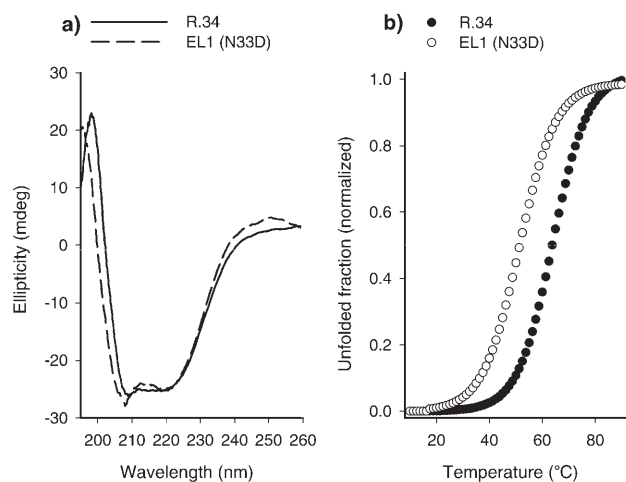 a)
R.34
EL1 (N33D)
30
20
10
0
-10
-20
-30
Ellipticity (mdeg)
200 210 220 230 240 250 260
Wavelength (nm)
b)
R.34
EL1 (N33D)
1.0
0.8
0.6
0.4
0.2
0.0
Unfolded fraction (normalized)
20 40 60 80
Temperature (°C)